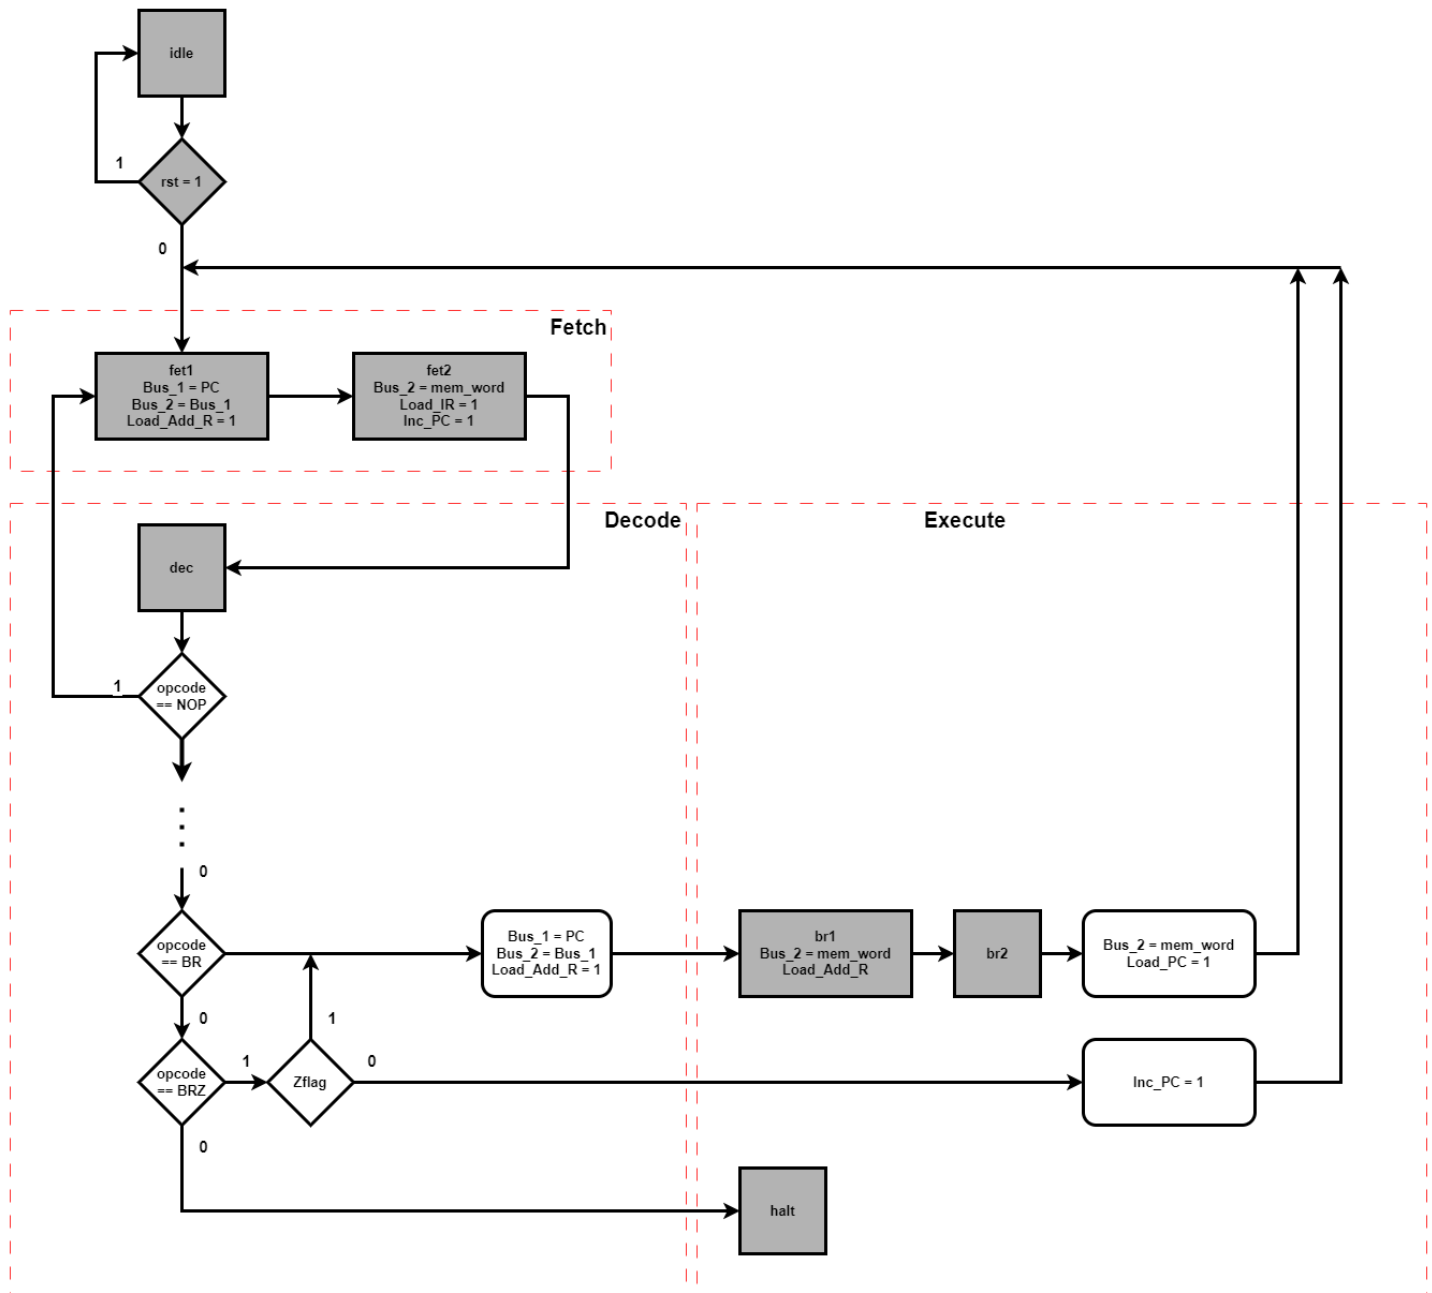 idle
1
rst = 1
0
Fetch
fet1
Bus_1 = PC
Bus_2 = Bus_1
Load_Add_R = 1
fet2
Bus_2 = mem_word
Load_IR = 1
Inc_PC = 1
Decode
Execute
dec
1
opcode
== NOP
0
opcode
== BR
Bus_1 = PC
Bus_2 = Bus_1
Load_Add_R = 1
br1
Bus_2 = mem_word
Load_Add_R
br2
Bus_2 = mem_word
Load_PC = 1
0
1
opcode
== BRZ
1
Zflag
0
Inc_PC = 1
0
halt